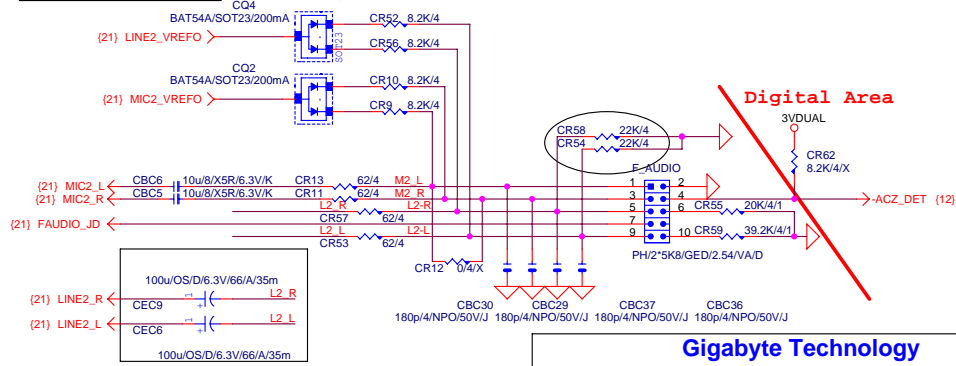 CQ4
BAT54A/SOT23/200mA
CR52 8.2K/4
{21} LINE2_VREFO
CR56 8.2K/4
SOT23
CQ2
BAT54A/SOT23/200mA
CR10 8.2K/4
{21} MIC2_VREFO
CR9 8.2K/4
Digital Area
3VDUAL
CR58 22K/4
CR54 22K/4
CR62
8.2K/4/X
F_AUDIO
{21} MIC2_L CBC6 10u/8/X5R/6.3V/K CR13 62/4 M2_L 1 2
{21} MIC2_R CBC5 10u/8/X5R/6.3V/K CR11 62/4 M2_R 3 4 -ACZ_DET {12}
L2_R L2-R 5 6 CR55 20K/4/1
{21} FAUDIO_JD CR57 62/4 7
L2_L L2-L 9 10 CR59 39.2K/4/1
CR53 62/4
PH/2*5K8/GED/2.54/VA/D
CR12 0/4/X
100u/OS/D/6.3V/66/A/35m
{21} LINE2_R 1 L2_R
CEC9 +
{21} LINE2_L 1 L2_L
CEC6 +
100u/OS/D/6.3V/66/A/35m
CBC30 CBC29 CBC37 CBC36
180p/4/NPO/50V/J 180p/4/NPO/50V/J 180p/4/NPO/50V/J 180p/4/NPO/50V/J
Gigabyte Technology